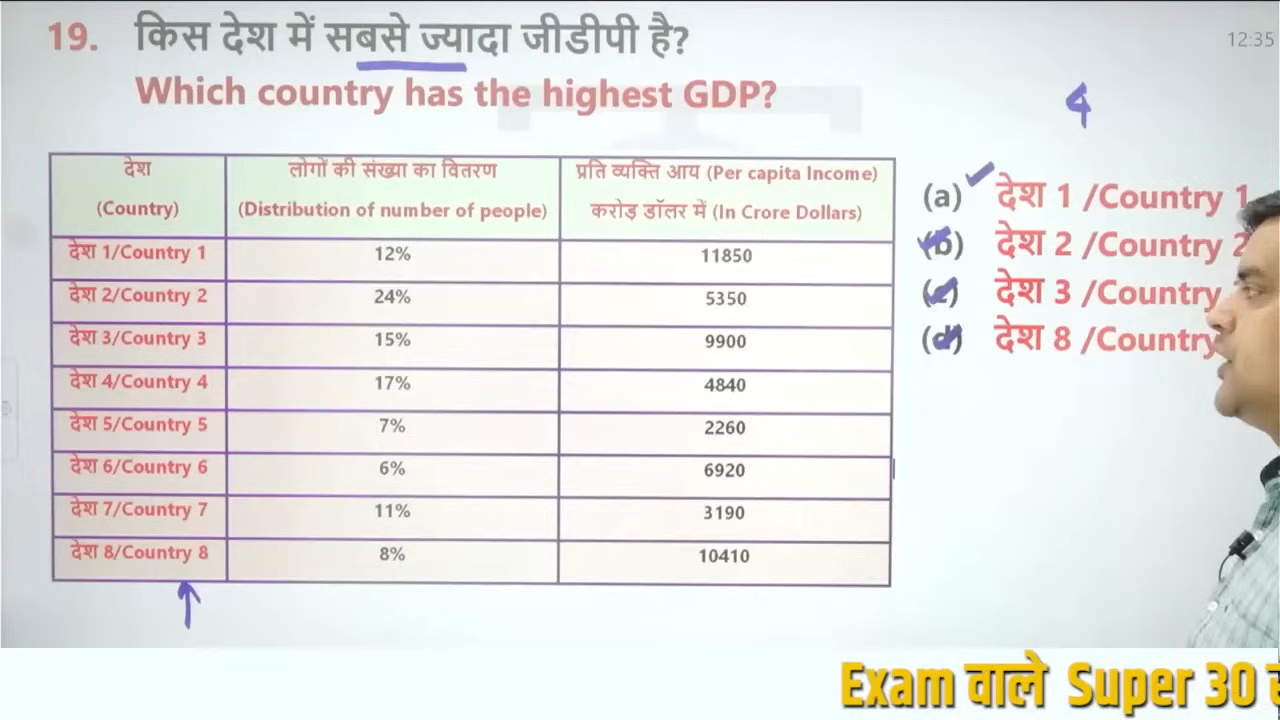 12:35
19. किस देश में सबसे ज्यादा जीडीपी है?
Which country has the highest GDP?
4
देश (Country) | लोगों की संख्या का वितरण (Distribution of number of people) | प्रति व्यक्ति आय (Per capita Income) करोड़ डॉलर में (In Crore Dollars)
देश 1/Country 1 | 12% | 11850
देश 2/Country 2 | 24% | 5350
देश 3/Country 3 | 15% | 9900
देश 4/Country 4 | 17% | 4840
देश 5/Country 5 | 7% | 2260
देश 6/Country 6 | 6% | 6920
देश 7/Country 7 | 11% | 3190
देश 8/Country 8 | 8% | 10410
(a) देश 1 /Country 1
(b) देश 2 /Country 2
(c) देश 3 /Country
(d) देश 8 /Country
Exam वाले Super 30